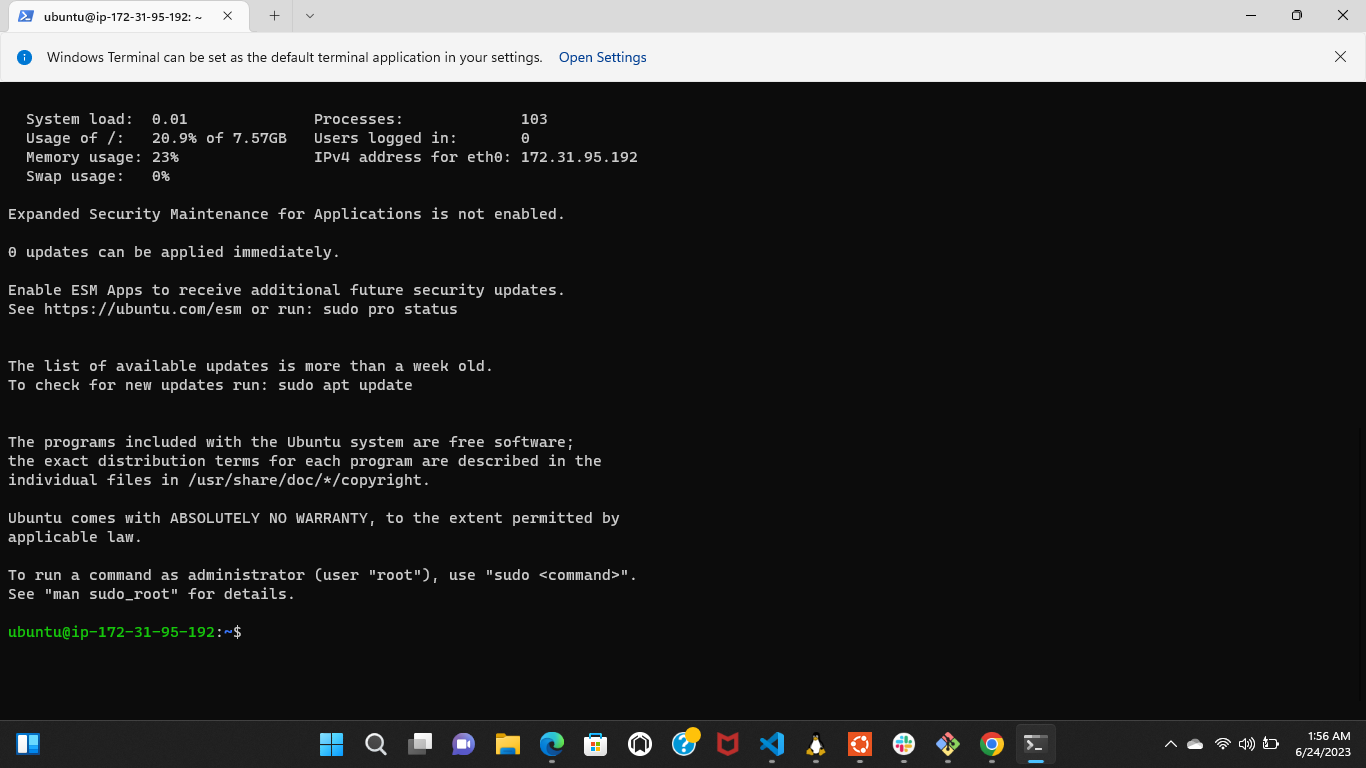 ubuntu@ip-172-31-95-192: ~
Windows Terminal can be set as the default terminal application in your settings. Open Settings
System load: 0.01 Processes: 103
Usage of /: 20.9% of 7.57GB Users logged in: 0
Memory usage: 23% IPv4 address for eth0: 172.31.95.192
Swap usage: 0%
Expanded Security Maintenance for Applications is not enabled.
0 updates can be applied immediately.
Enable ESM Apps to receive additional future security updates.
See https://ubuntu.com/esm or run: sudo pro status
The list of available updates is more than a week old.
To check for new updates run: sudo apt update
The programs included with the Ubuntu system are free software;
the exact distribution terms for each program are described in the
individual files in /usr/share/doc/*/copyright.
Ubuntu comes with ABSOLUTELY NO WARRANTY, to the extent permitted by
applicable law.
To run a command as administrator (user "root"), use "sudo <command>".
See "man sudo_root" for details.
ubuntu@ip-172-31-95-192:~$
1:56 AM
6/24/2023